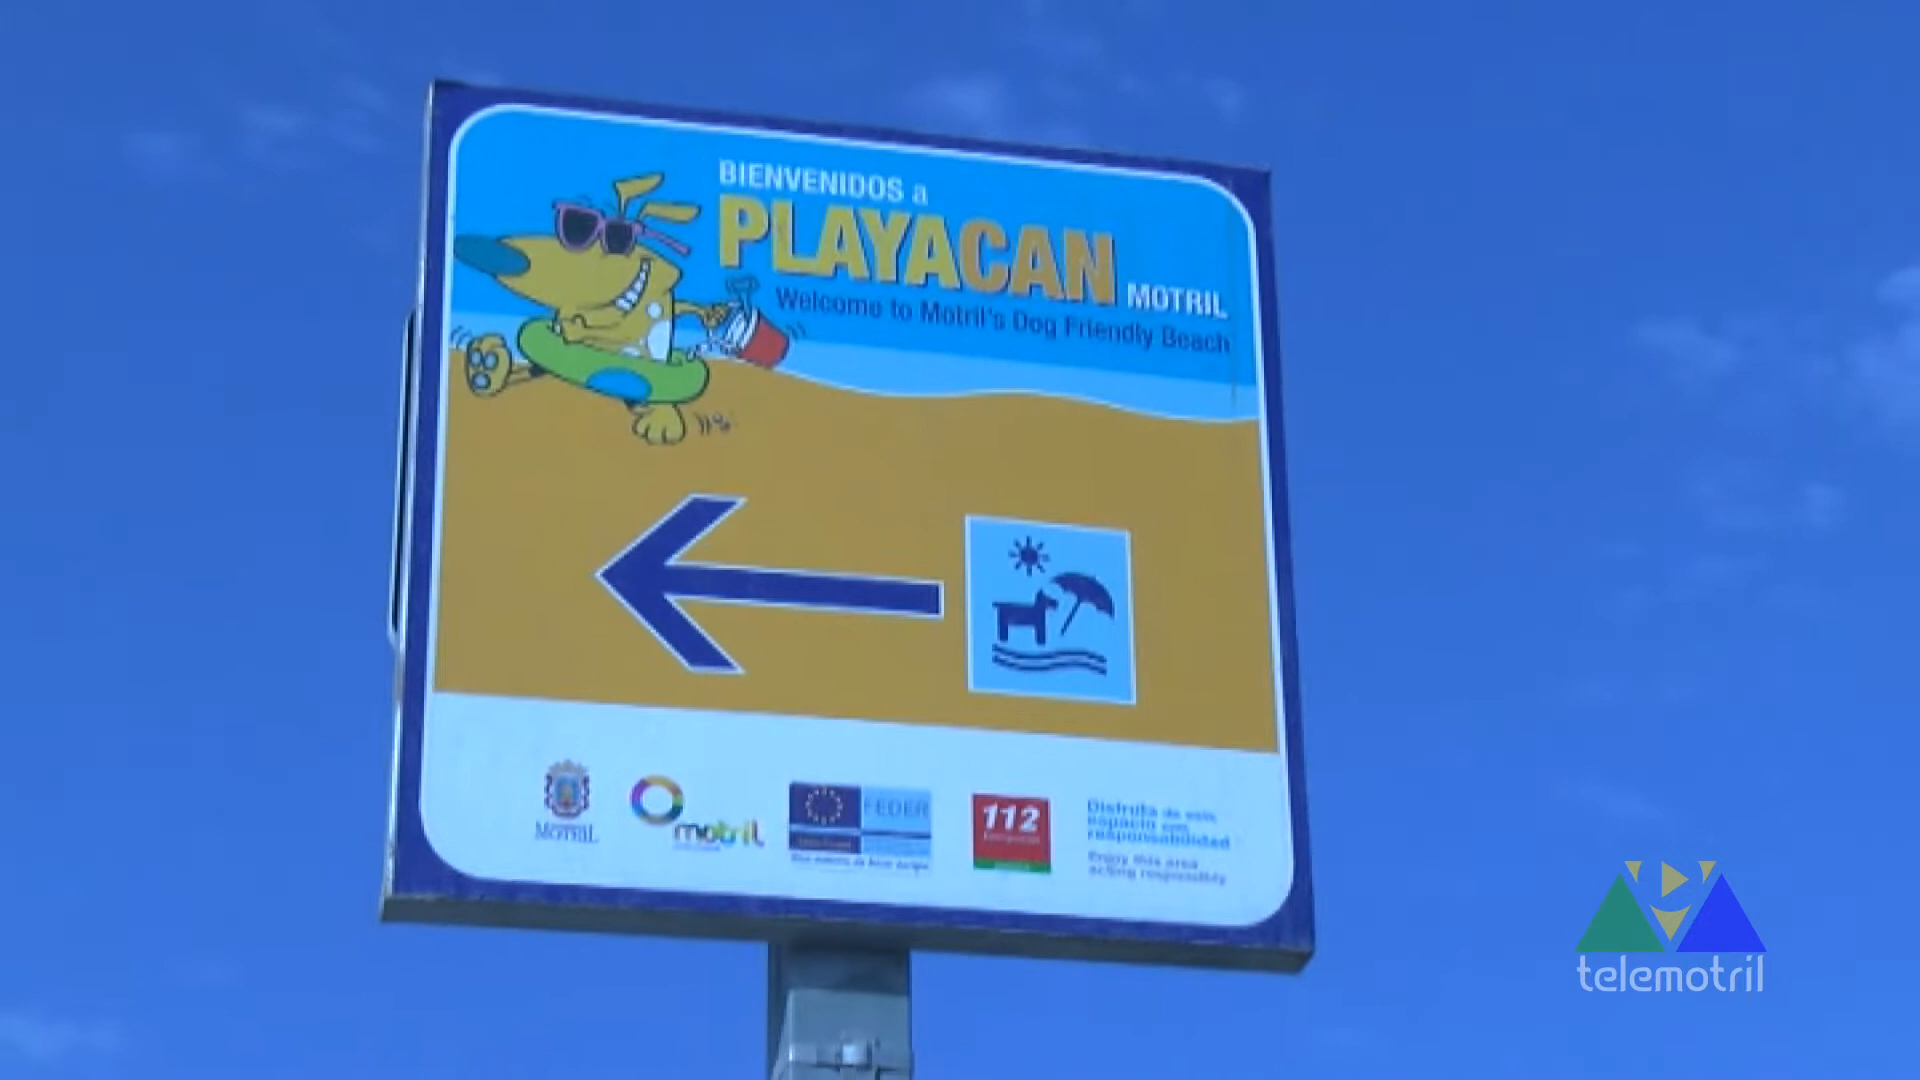 BIENVENIDOS a
PLAYACAN MOTRIL
Welcome to Motril's Dog Friendly Beach
MOTRIL
motril
FEDER
112
Disfruta de este
espacio con
responsabilidad
Enjoy this area
acting responsibly
telemotril